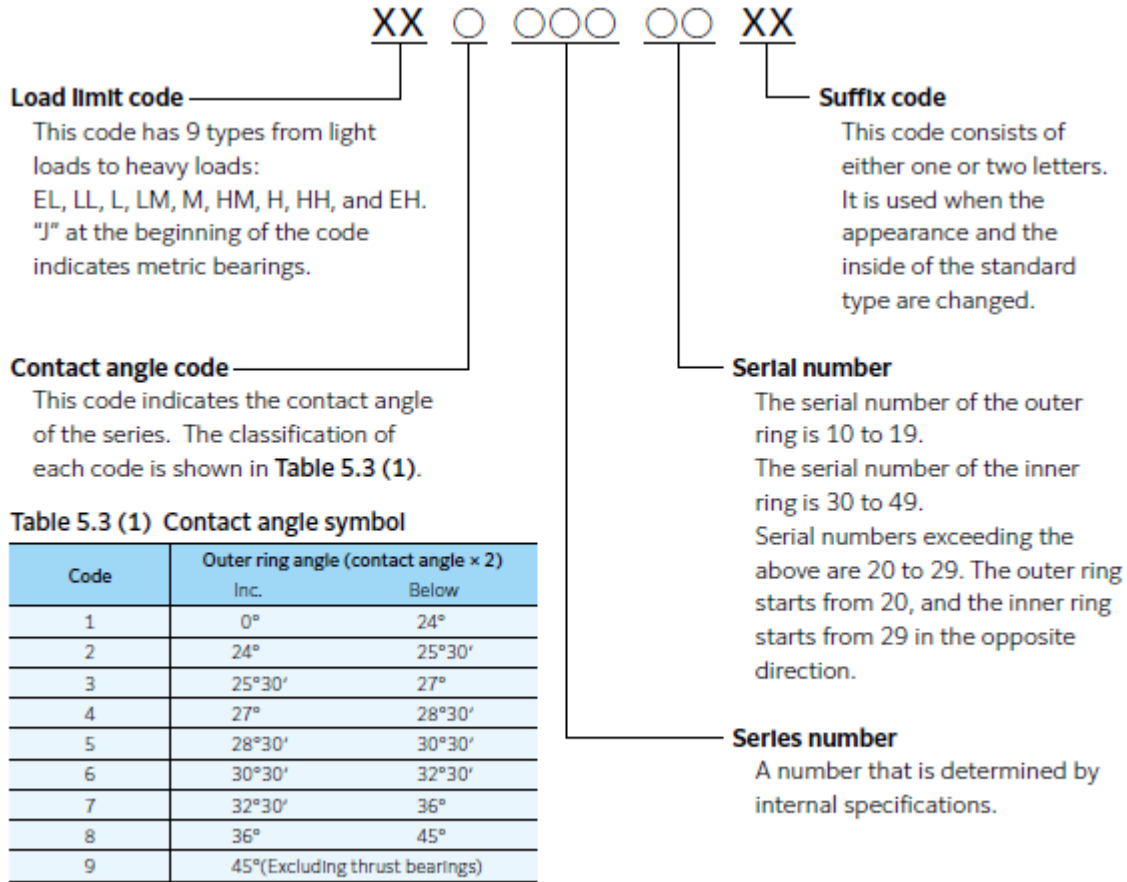 XX ○ ○○○ ○○ XX
Load limit code
This code has 9 types from light
loads to heavy loads:
EL, LL, L, LM, M, HM, H, HH, and EH.
"J" at the beginning of the code
indicates metric bearings.
Suffix code
This code consists of
either one or two letters.
It is used when the
appearance and the
inside of the standard
type are changed.
Contact angle code
This code indicates the contact angle
of the series. The classification of
each code is shown in Table 5.3 (1).
Serial number
The serial number of the outer
ring is 10 to 19.
The serial number of the inner
ring is 30 to 49.
Serial numbers exceeding the
above are 20 to 29. The outer ring
starts from 20, and the inner ring
starts from 29 in the opposite
direction.
Series number
A number that is determined by
internal specifications.
Table 5.3 (1) Contact angle symbol
Code Outer ring angle (contact angle × 2)
Inc. Below
1 0° 24°
2 24° 25°30′
3 25°30′ 27°
4 27° 28°30′
5 28°30′ 30°30′
6 30°30′ 32°30′
7 32°30′ 36°
8 36° 45°
9 45°(Excluding thrust bearings)